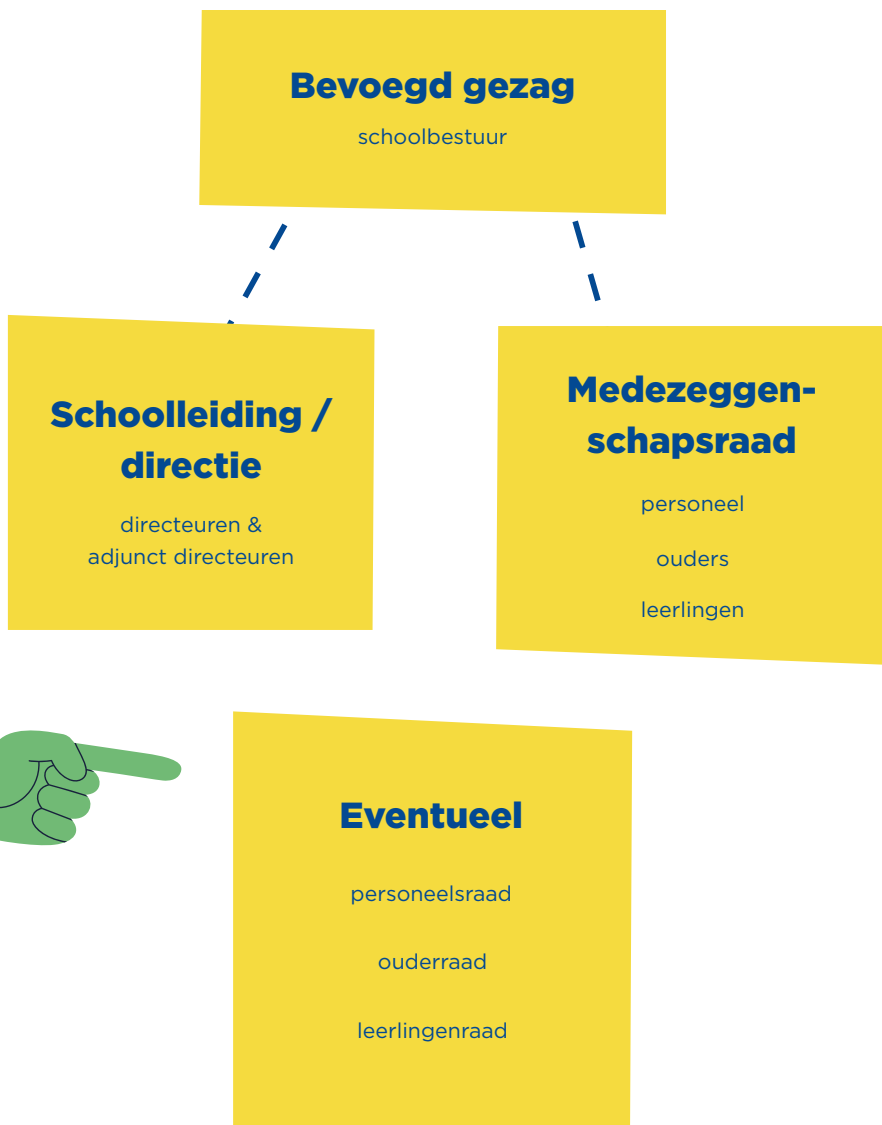 Bevoegd gezag
schoolbestuur
Schoolleiding /
directie
directeuren &
adjunct directeuren
Medezeggen-
schapsraad
personeel
ouders
leerlingen
Eventueel
personeelsraad
ouderraad
leerlingenraad